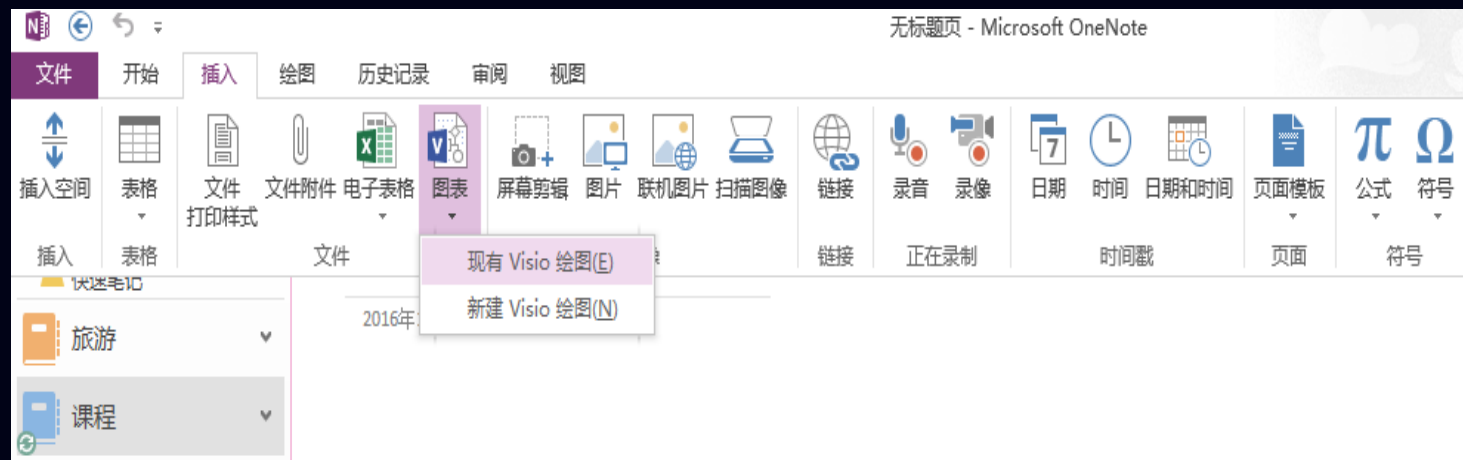 无标题页 - Microsoft OneNote
文件 开始 插入 绘图 历史记录 审阅 视图
插入空间 表格 文件 文件附件 电子表格 图表 屏幕剪辑 图片 联机图片 扫描图像 链接 录音 录像 日期 时间 日期和时间 页面模板 公式 符号
打印样式
插入 表格 文件 链接 正在录制 时间戳 页面 符号
现有 Visio 绘图(E)
新建 Visio 绘图(N)
快速笔记
2016年
旅游
课程